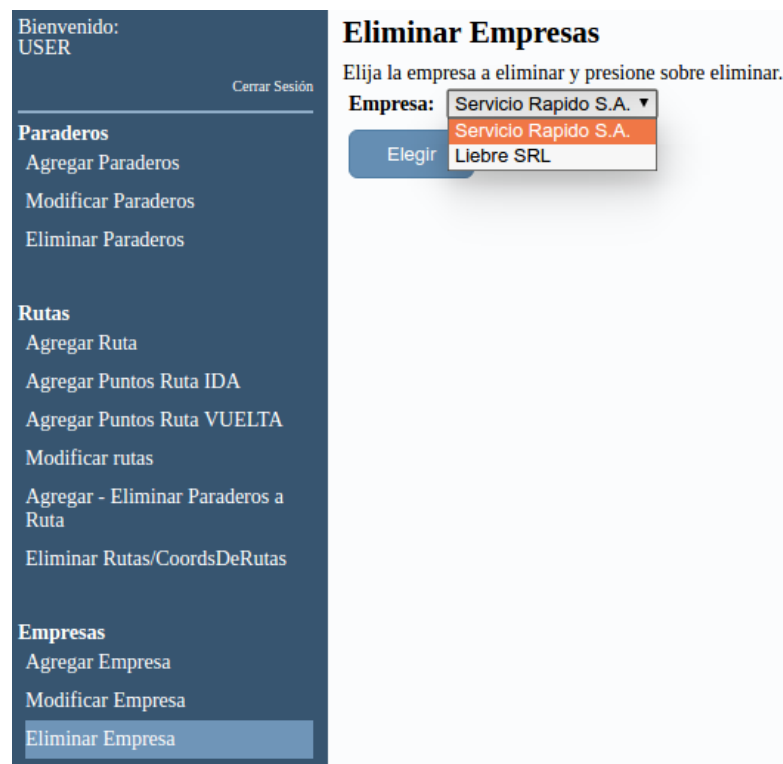 Bienvenido:
USER
Cerrar Sesión
Paraderos
Agregar Paraderos
Modificar Paraderos
Eliminar Paraderos
Rutas
Agregar Ruta
Agregar Puntos Ruta IDA
Agregar Puntos Ruta VUELTA
Modificar rutas
Agregar - Eliminar Paraderos a
Ruta
Eliminar Rutas/CoordsDeRutas
Empresas
Agregar Empresa
Modificar Empresa
Eliminar Empresa
Eliminar Empresas
Elija la empresa a eliminar y presione sobre eliminar.
Empresa: Servicio Rapido S.A.
Servicio Rapido S.A.
Liebre SRL
Elegir